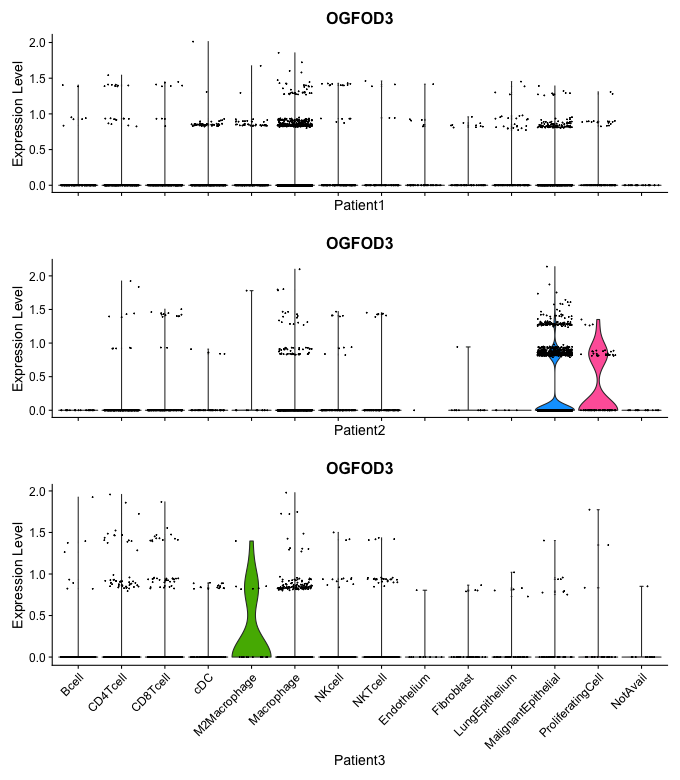 OGFOD3
Expression Level
2.0
1.5
1.0
0.5
0.0
Patient1
OGFOD3
Expression Level
2.0
1.5
1.0
0.5
0.0
Patient2
OGFOD3
Expression Level
2.0
1.5
1.0
0.5
0.0
Bcell
CD4Tcell
CD8Tcell
cDC
M2Macrophage
Macrophage
NKcell
NKTcell
Endothelium
Fibroblast
LungEpithelium
MalignantEpithelial
ProliferatingCell
NotAvail
Patient3